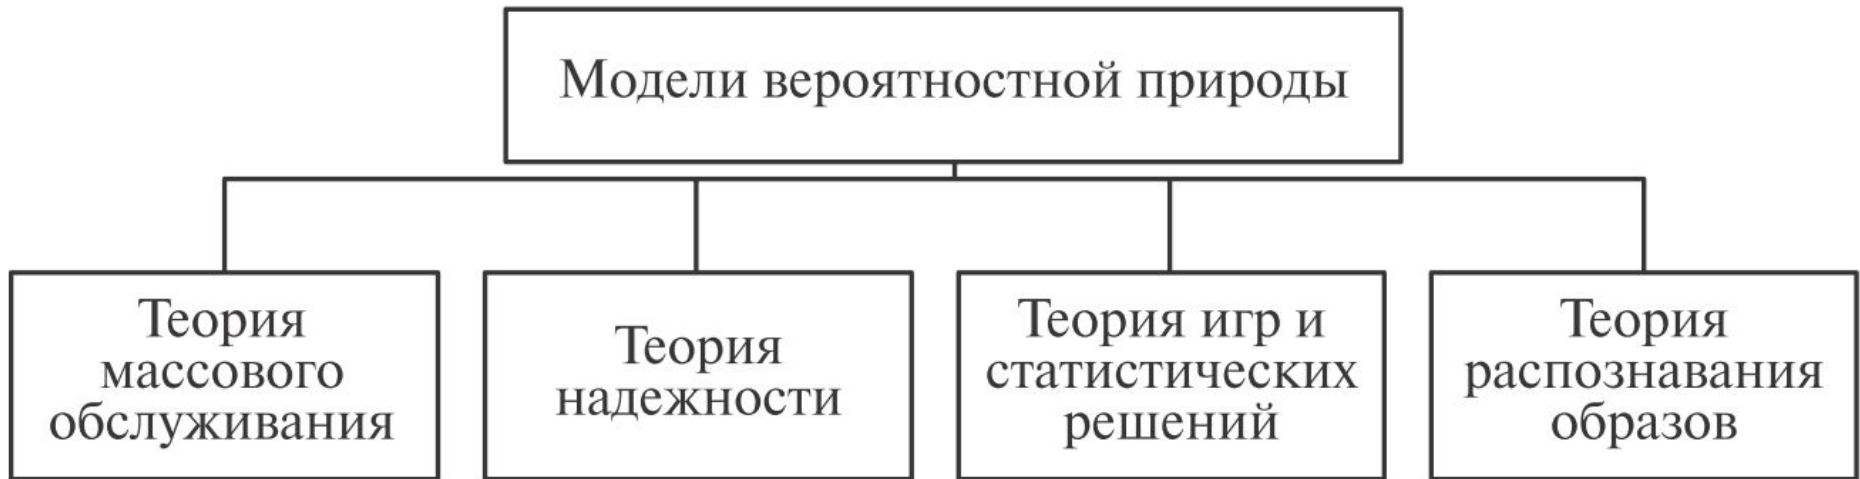 Модели вероятностной природы
Теория
массового
обслуживания
Теория
надежности
Теория игр и
статистических
решений
Теория
распознавания
образов